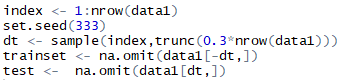 index <- 1:nrow(data1)
set.seed(333)
dt <- sample(index,trunc(0.3*nrow(data1)))
trainset <- na.omit(data1[-dt,])
test <-  na.omit(data1[dt,])